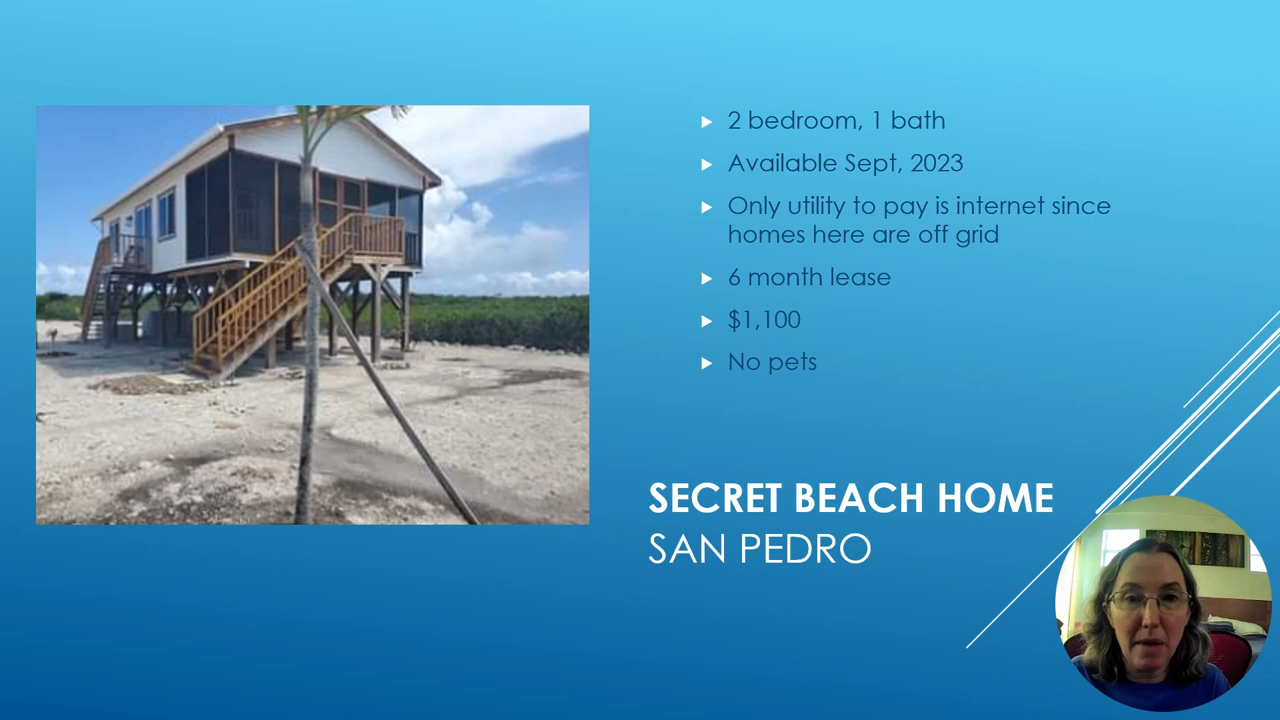 2 bedroom, 1 bath
Available Sept, 2023
Only utility to pay is internet since
homes here are off grid
6 month lease
$1,100
No pets
SECRET BEACH HOME
SAN PEDRO